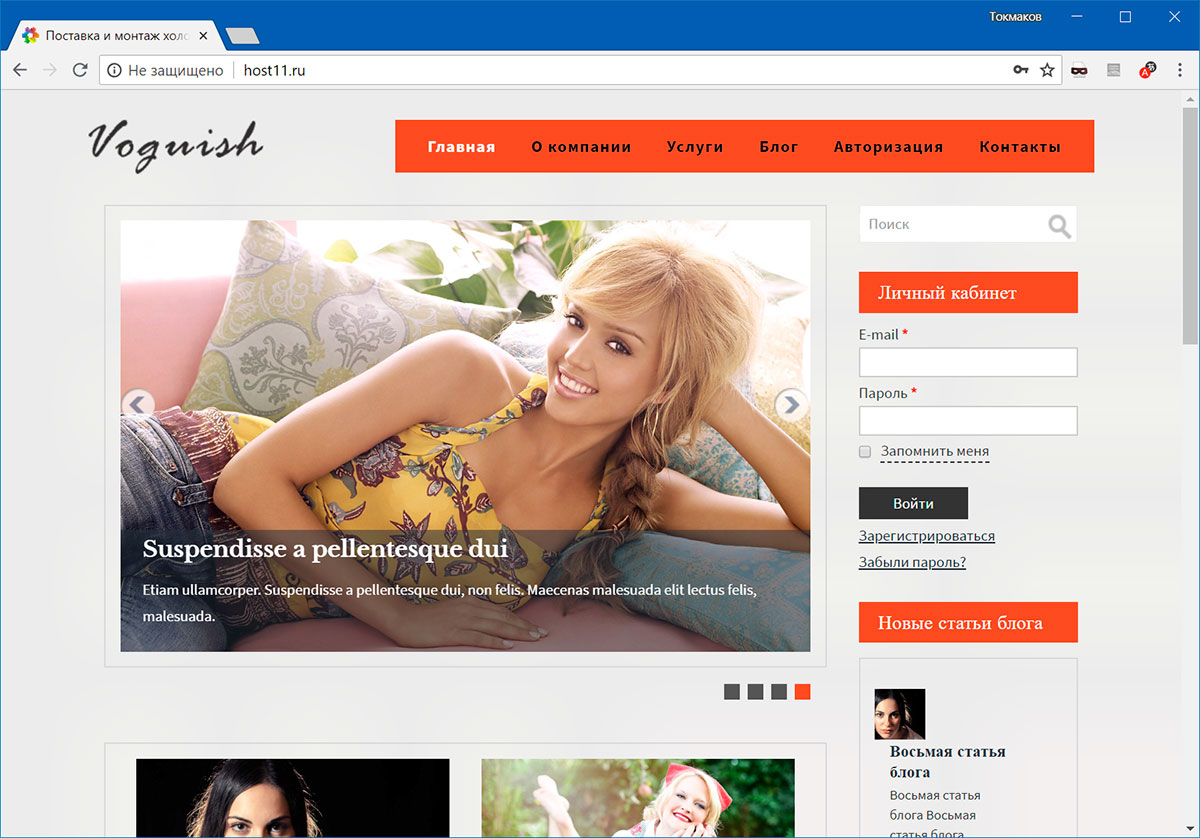 Токмаков
Поставка и монтаж холо
Не защищено
host11.ru
Voguish
Главная О компании Услуги Блог Авторизация Контакты
Поиск
Личный кабинет
E-mail *
Пароль *
Запомнить меня
Войти
Зарегистрироваться
Забыли пароль?
Suspendisse a pellentesque dui
Etiam ullamcorper. Suspendisse a pellentesque dui, non felis. Maecenas malesuada elit lectus felis,
malesuada.
Новые статьи блога
Восьмая статья
блога
Восьмая статья
блога Восьмая
статья блога